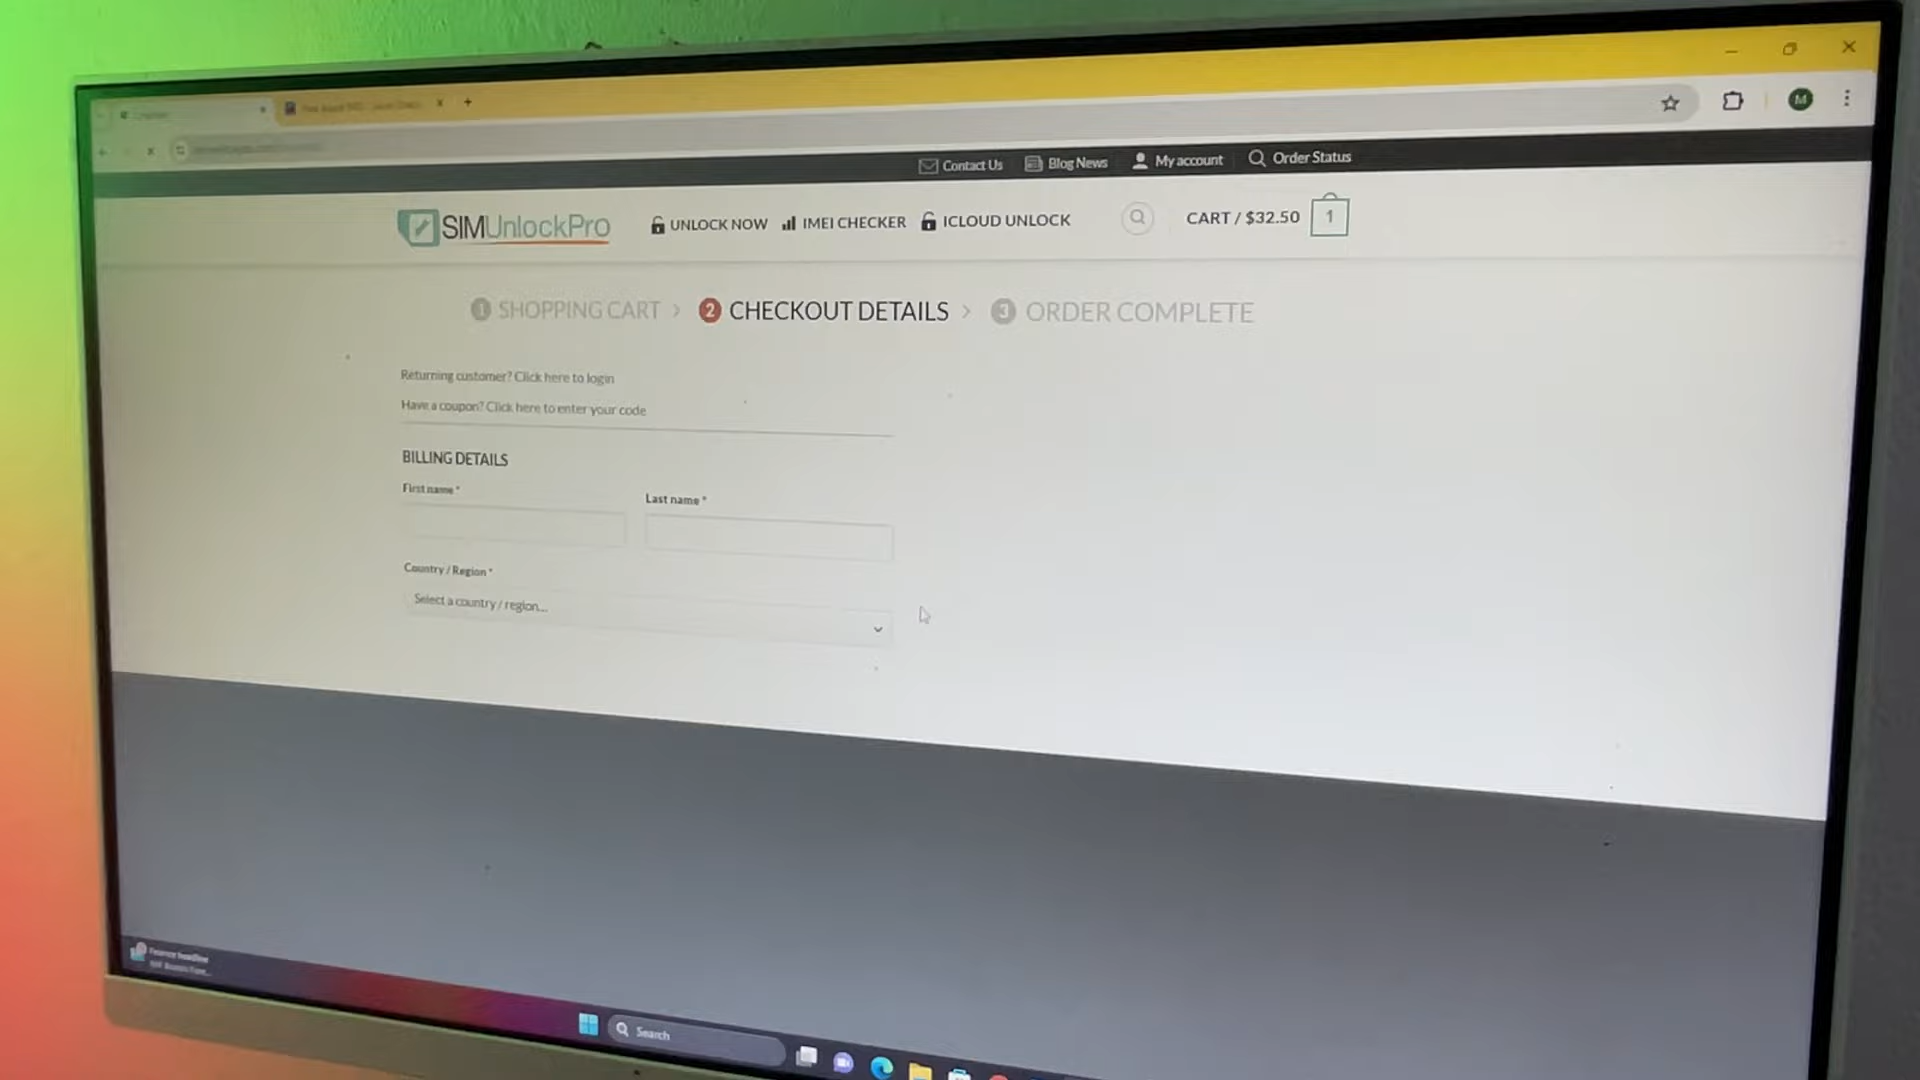 Contact Us
Blog News
My account
Order Status
SIMUnlockPro
UNLOCK NOW
IMEI CHECKER
ICLOUD UNLOCK
CART / $32.50
1
1 SHOPPING CART
2 CHECKOUT DETAILS
3 ORDER COMPLETE
Returning customer? Click here to login
Have a coupon? Click here to enter your code
BILLING DETAILS
First name *
Last name *
Country / Region *
Select a country / region...
M
Finance headline
Search